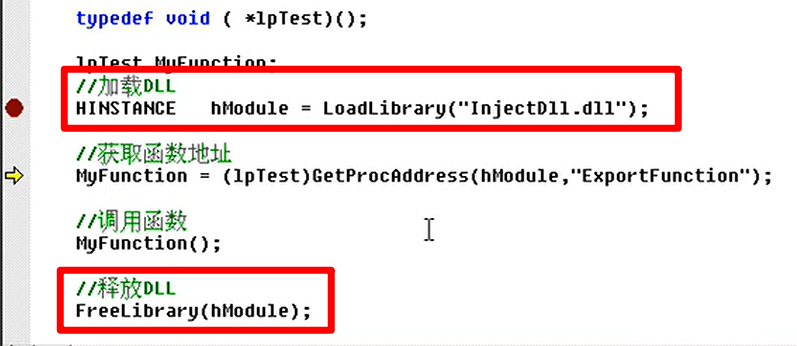 typedef void ( *lpTest)();
lpTest MyFunction;
//加载DLL
HINSTANCE   hModule = LoadLibrary("InjectDll.dll");
//获取函数地址
MyFunction = (lpTest)GetProcAddress(hModule,"ExportFunction");
//调用函数
MyFunction();
//释放DLL
FreeLibrary(hModule);